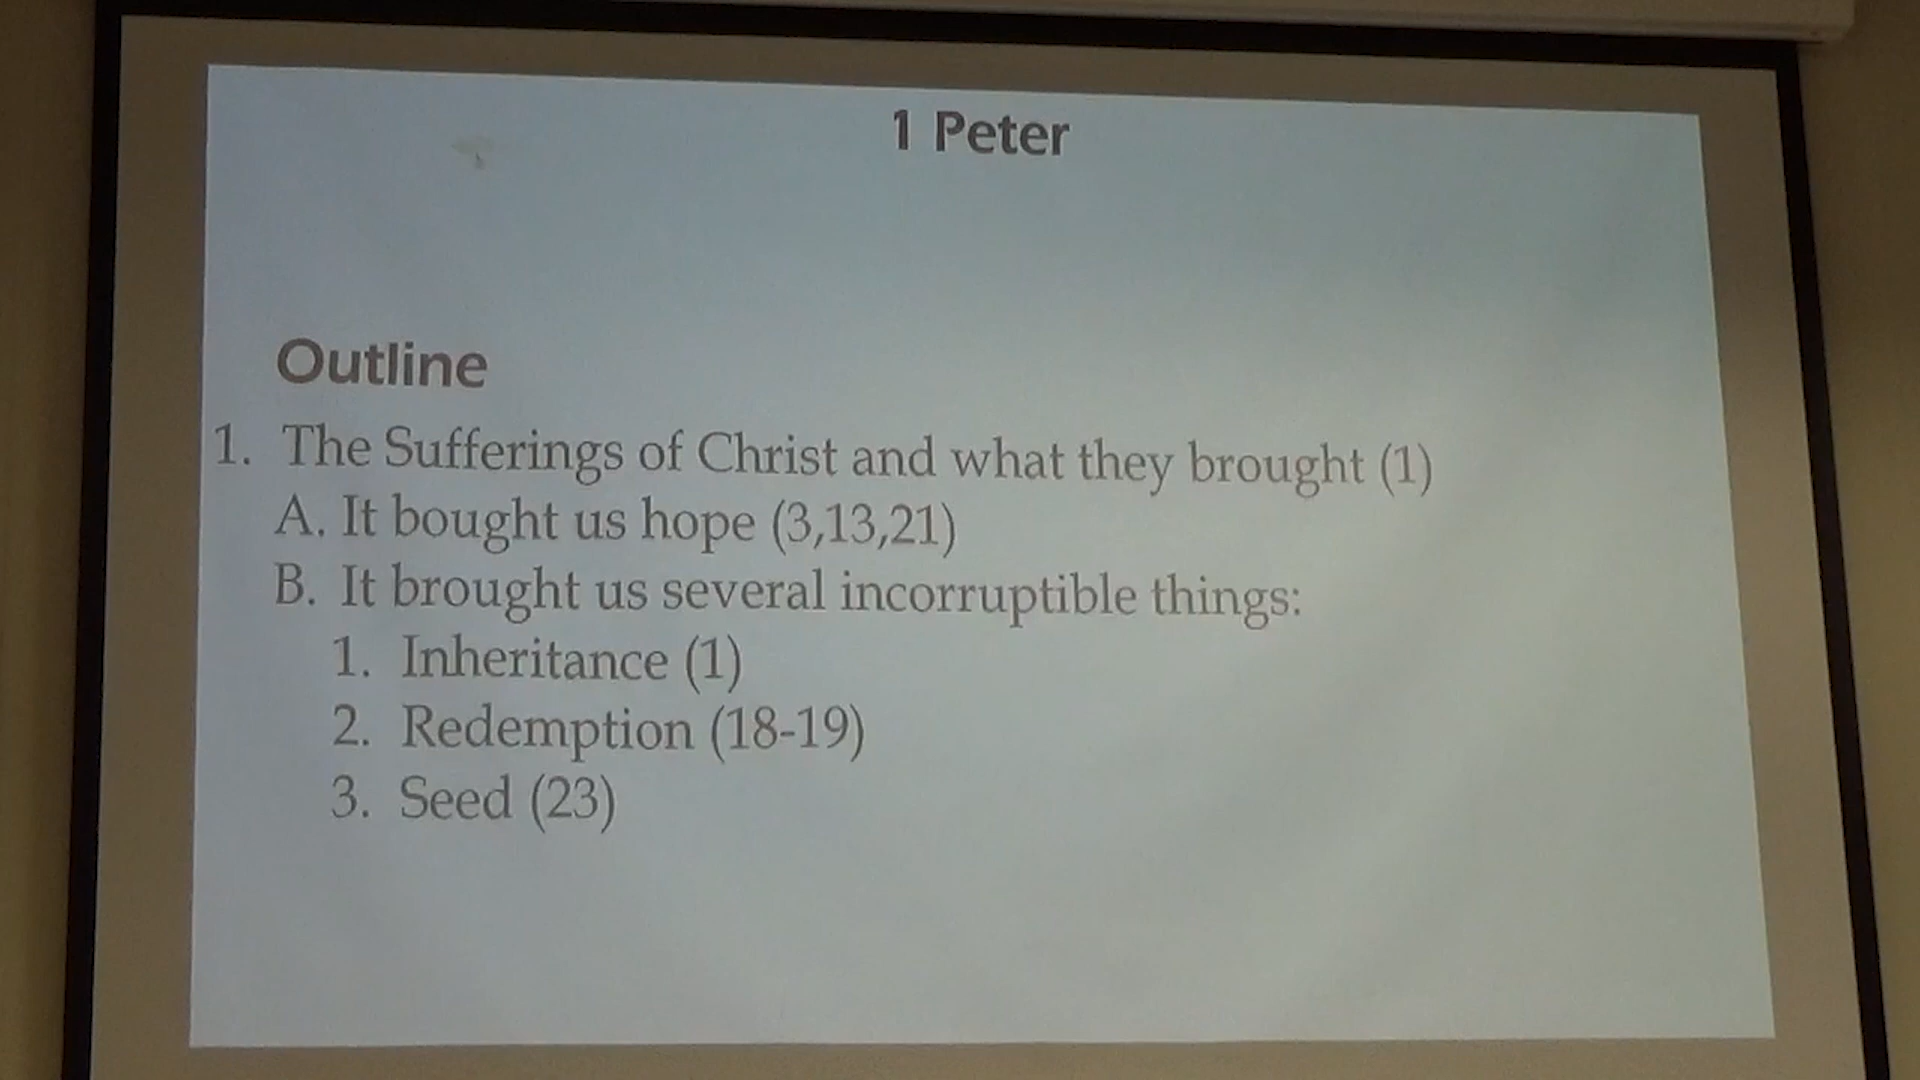 1 Peter
Outline
1. The Sufferings of Christ and what they brought (1)
A. It bought us hope (3,13,21)
B. It brought us several incorruptible things:
1. Inheritance (1)
2. Redemption (18-19)
3. Seed (23)